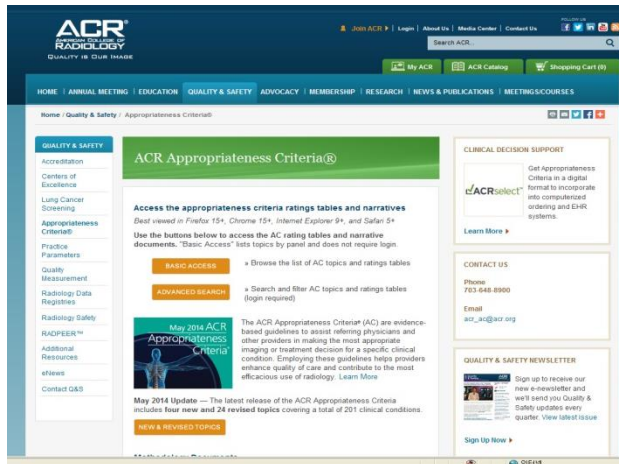 ACR®
AMERICAN COLLEGE OF
RADIOLOGY
QUALITY IS OUR IMAGE
Join ACR | Login | About Us | Media Center | Contact Us
FOLLOW US
Search ACR...
My ACR
ACR Catalog
Shopping Cart (0)
HOME | ANNUAL MEETING | EDUCATION QUALITY & SAFETY ADVOCACY | MEMBERSHIP | RESEARCH | NEWS & PUBLICATIONS | MEETINGS/COURSES
Home / Quality & Safety / Appropriateness Criteria®
QUALITY & SAFETY
Accreditation
Centers of
Excellence
Lung Cancer
Screening
Appropriateness
Criteria®
Practice
Parameters
Quality
Measurement
Radiology Data
Registries
Radiology Safety
RADPEER™
Additional
Resources
eNews
Contact Q&S
ACR Appropriateness Criteria®
Access the appropriateness criteria ratings tables and narratives
Best viewed in Firefox 15+, Chrome 15+, Internet Explorer 9+, and Safari 5+
Use the buttons below to access the AC rating tables and narrative
documents. "Basic Access" lists topics by panel and does not require login.
BASIC ACCESS
» Browse the list of AC topics and ratings tables
ADVANCED SEARCH
» Search and filter AC topics and ratings tables
(login required)
May 2014 ACR
Appropriateness
Criteria®
The ACR Appropriateness Criteria® (AC) are evidence-
based guidelines to assist referring physicians and
other providers in making the most appropriate
imaging or treatment decision for a specific clinical
condition. Employing these guidelines helps providers
enhance quality of care and contribute to the most
efficacious use of radiology. Learn More
May 2014 Update — The latest release of the ACR Appropriateness Criteria
includes four new and 24 revised topics covering a total of 201 clinical conditions.
NEW & REVISED TOPICS
Methodology Documents
CLINICAL DECISION SUPPORT
ACRselect™
Get Appropriateness
Criteria in a digital
format to incorporate
into computerized
ordering and EHR
systems.
Learn More
CONTACT US
Phone
703-648-8900
Email
acr_ac@acr.org
QUALITY & SAFETY NEWSLETTER
Sign up to receive our
new e-newsletter and
we'll send you Quality &
Safety updates every
quarter. View latest issue
Sign Up Now